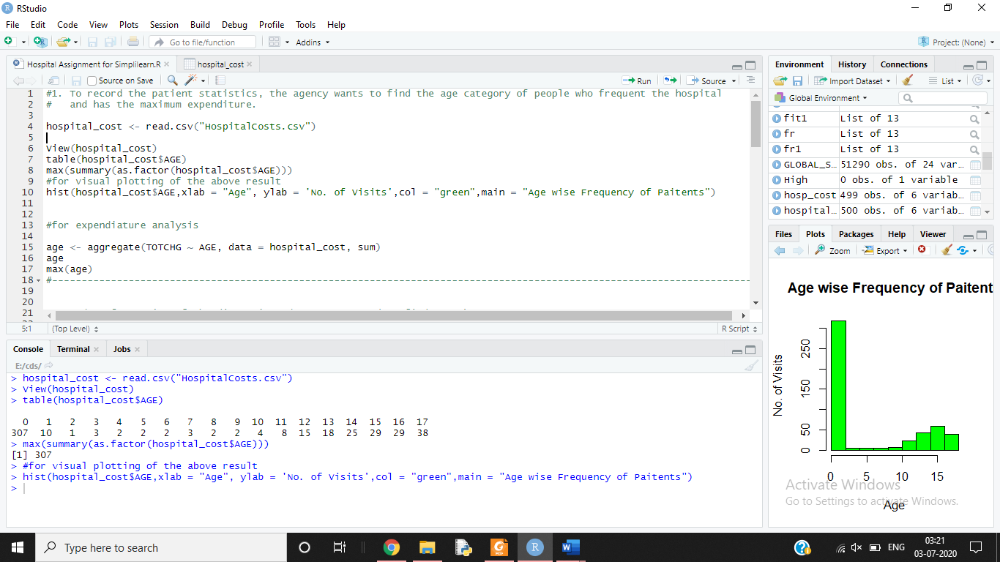 RStudio
File Edit Code View Plots Session Build Debug Profile Tools Help
Go to file/function Addins Project: (None)
Hospital Assignment for Simplilearn.R hospital_cost
Source on Save Run Source
1 #1. To record the patient statistics, the agency wants to find the age category of people who frequent the hospital
2 # and has the maximum expenditure.
3
4 hospital_cost <- read.csv("HospitalCosts.csv")
5
6 View(hospital_cost)
7 table(hospital_cost$AGE)
8 max(summary(as.factor(hospital_cost$AGE)))
9 #for visual plotting of the above result
10 hist(hospital_cost$AGE,xlab = "Age", ylab = 'No. of Visits',col = "green",main = "Age wise Frequency of Paitents")
11
12
13 #for expendiature analysis
14
15 age <- aggregate(TOTCHG ~ AGE, data = hospital_cost, sum)
16 age
17 max(age)
18 #------------------------------------------------------------------------------------------------------------------------
19
20
21
5:1 (Top Level) R Script
Console Terminal Jobs
E:/cds/
> hospital_cost <- read.csv("HospitalCosts.csv")
> View(hospital_cost)
> table(hospital_cost$AGE)
0 1 2 3 4 5 6 7 8 9 10 11 12 13 14 15 16 17
307 10 1 3 2 2 2 3 2 2 4 8 15 18 25 29 29 38
> max(summary(as.factor(hospital_cost$AGE)))
[1] 307
> #for visual plotting of the above result
> hist(hospital_cost$AGE,xlab = "Age", ylab = 'No. of Visits',col = "green",main = "Age wise Frequency of Paitents")
>
Environment History Connections
Import Dataset List
Global Environment
fit1 List of 13
fr List of 13
fr1 List of 13
GLOBAL_S... 51290 obs. of 24 var...
High 0 obs. of 1 variable
hosp_cost 499 obs. of 6 variab...
hospital... 500 obs. of 6 variab...
Files Plots Packages Help Viewer
Zoom Export
Age wise Frequency of Paitent
No. of Visits
250
150
50
0
0 5 10 15
Age
Activate Windows
Go to Settings to activate Windows.
Type here to search
PDF
ENG
03:21
03-07-2020